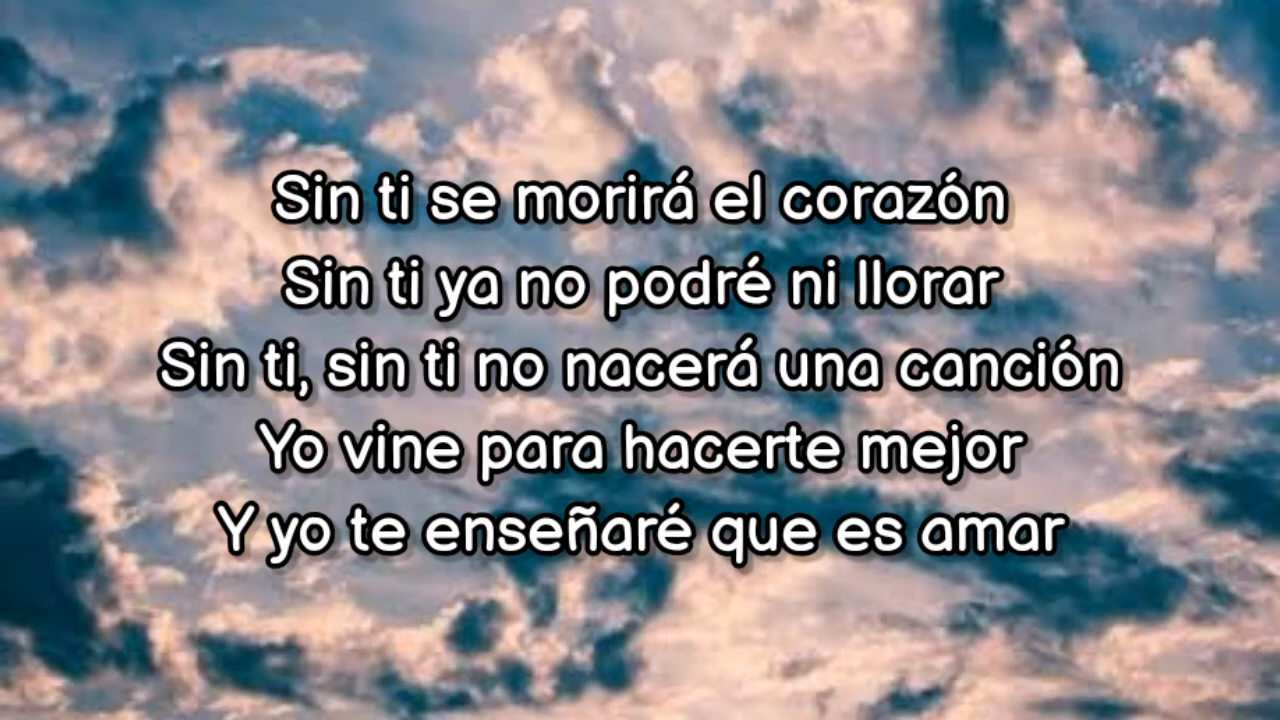 Sin ti se morirá el corazón
Sin ti ya no podré ni llorar
Sin ti, sin ti no nacerá una canción
Yo vine para hacerte mejor
Y yo te enseñaré que es amar